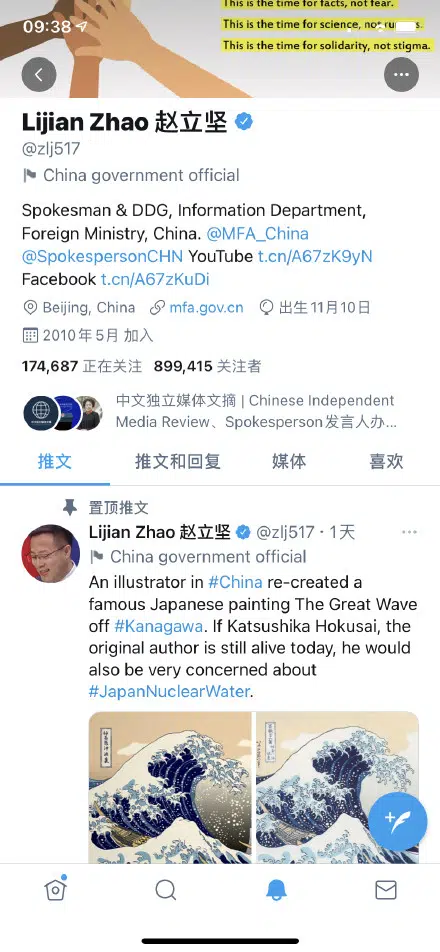 This is the time for facts, not fear.
09:38
This is the time for science, not rumors.
This is the time for solidarity, not stigma.
Lijian Zhao 赵立坚
@zlj517
China government official
Spokesman & DDG, Information Department,
Foreign Ministry, China. @MFA_China
@SpokespersonCHN YouTube t.cn/A67zK9yN
Facebook t.cn/A67zKuDi
Beijing, China mfa.gov.cn 出生11月10日
2010年5月 加入
174,687 正在关注 899,415 关注者
中文独立媒体文摘 | Chinese Independent
Media Review、Spokesperson发言人办...
推文 推文和回复 媒体 喜欢
置顶推文
Lijian Zhao 赵立坚 @zlj517 · 1天
China government official
An illustrator in #China re-created a
famous Japanese painting The Great Wave
off #Kanagawa. If Katsushika Hokusai, the
original author is still alive today, he would
also be very concerned about
#JapanNuclearWater.